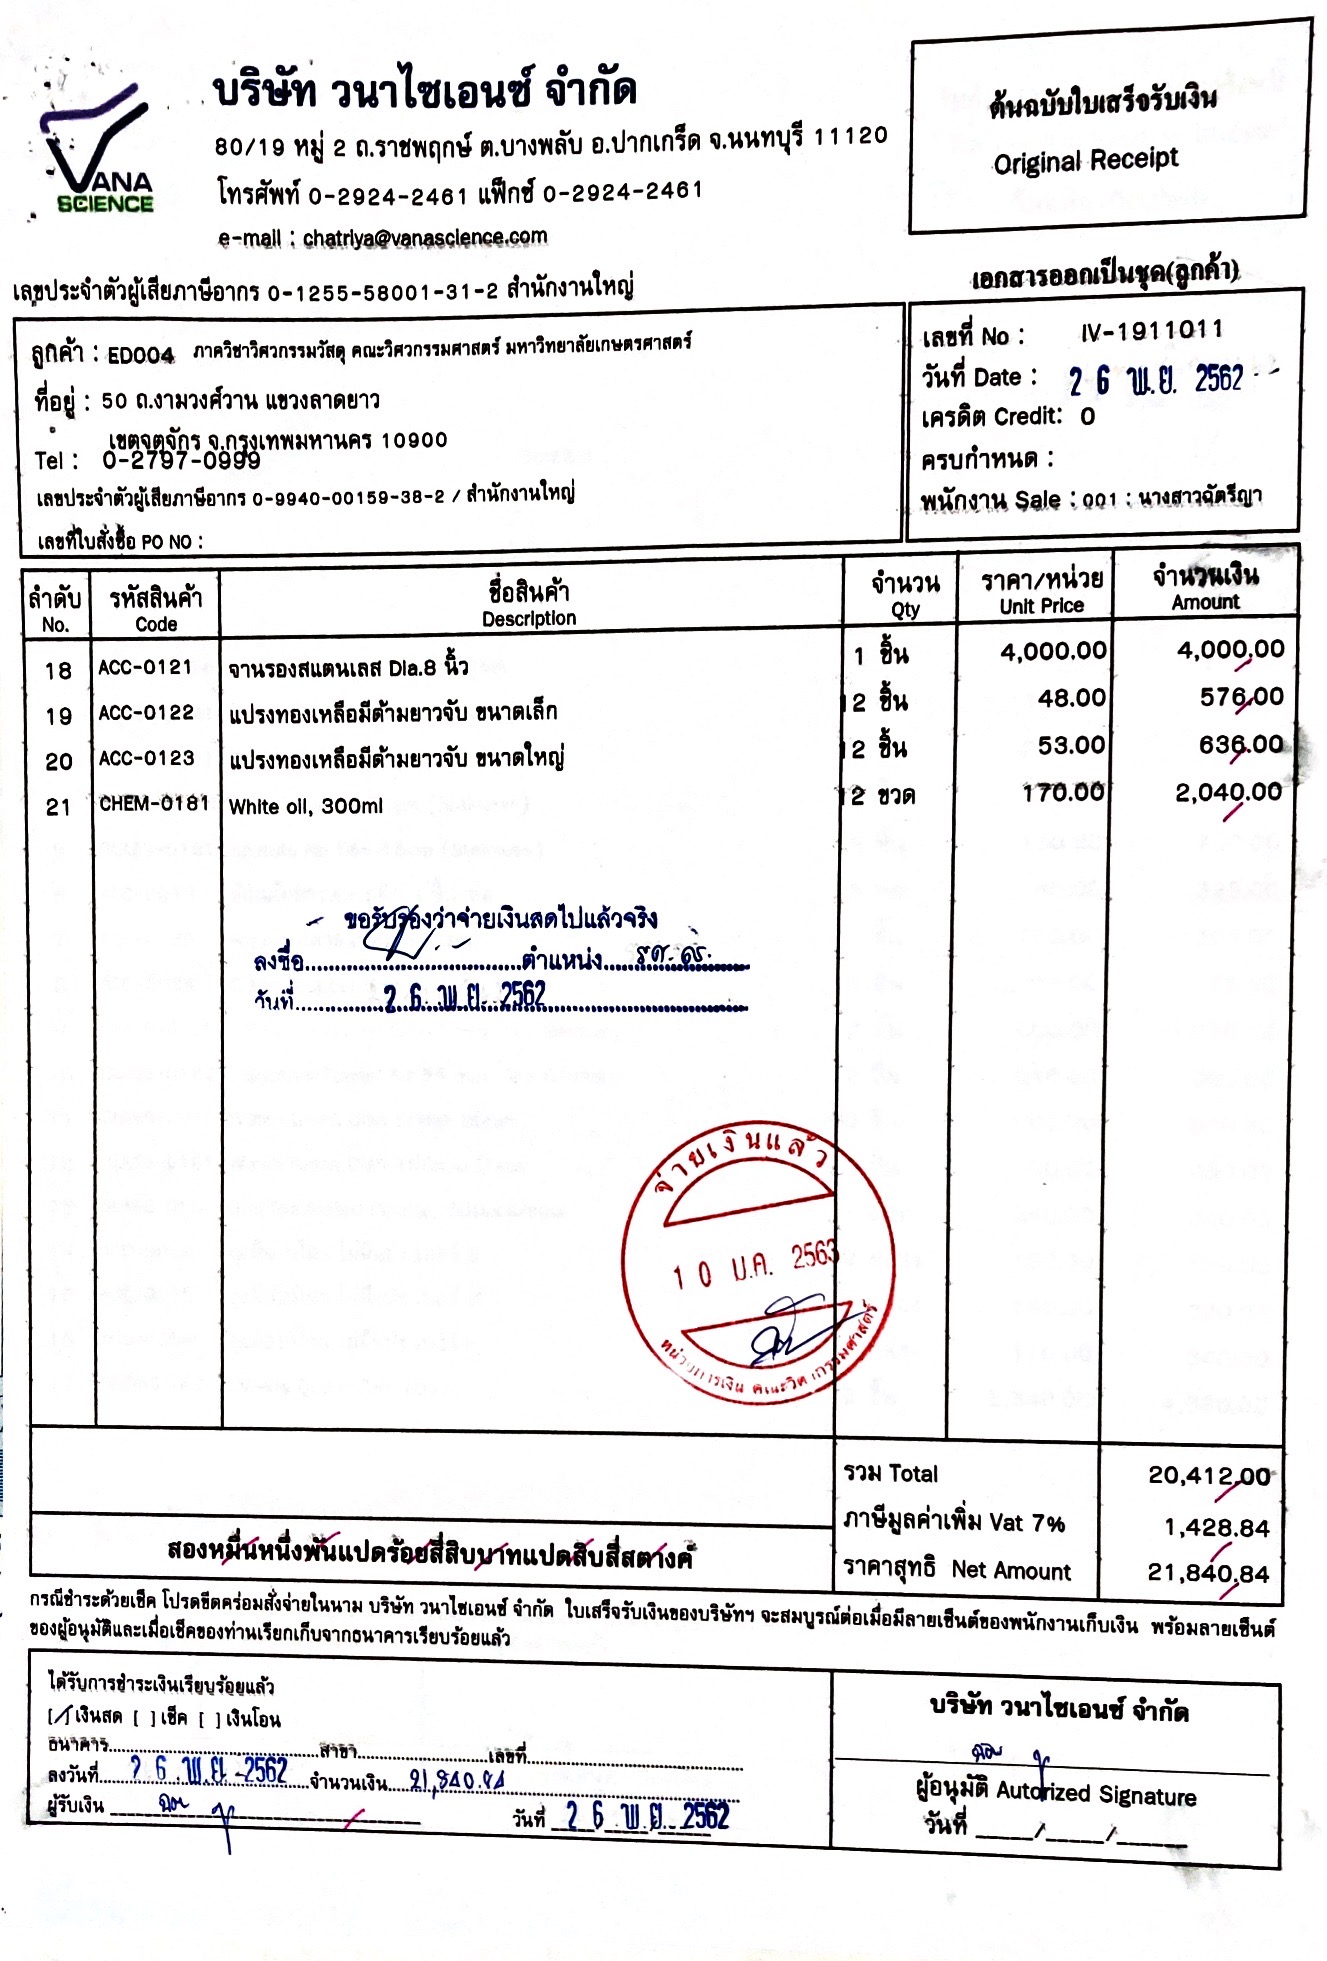 บริษัท วนาไซเอนซ์ จำกัด
80/19 หมู่ 2 ถ.ราชพฤกษ์ ต.บางพลับ อ.ปากเกร็ด จ.นนทบุรี 11120
โทรศัพท์ 0-2924-2461 แฟ็กซ์ 0-2924-2461
e-mail : chatriya@vanascience.com
VANA
SCIENCE
ต้นฉบับใบเสร็จรับเงิน
Original Receipt
เลขประจำตัวผู้เสียภาษีอากร 0-1255-58001-31-2 สำนักงานใหญ่
เอกสารออกเป็นชุด(ลูกค้า)
ลูกค้า : ED004 ภาควิชาวิศวกรรมวัสดุ คณะวิศวกรรมศาสตร์ มหาวิทยาลัยเกษตรศาสตร์
ที่อยู่ : 50 ถ.งามวงศ์วาน แขวงลาดยาว
เขตจตุจักร จ.กรุงเทพมหานคร 10900
Tel : 0-2797-0999
เลขประจำตัวผู้เสียภาษีอากร 0-9940-00159-38-2 / สำนักงานใหญ่
เลขที่ใบสั่งซื้อ PO NO :
เลขที่ No : IV-1911011
วันที่ Date : 26 พ.ย. 2562
เครดิต Credit: 0
ครบกำหนด :
พนักงาน Sale : 001 : นางสาวฉัตรีญา
ลำดับ รหัสสินค้า ชื่อสินค้า จำนวน ราคา/หน่วย จำนวนเงิน
No. Code Description Qty Unit Price Amount
18 ACC-0121 จานรองสแตนเลส Dia.8 นิ้ว 1 ชิ้น 4,000.00 4,000.00
19 ACC-0122 แปรงทองเหลือมีด้ามยาวจับ ขนาดเล็ก 12 ชิ้น 48.00 576.00
20 ACC-0123 แปรงทองเหลือมีด้ามยาวจับ ขนาดใหญ่ 12 ชิ้น 53.00 636.00
21 CHEM-0181 White oil, 300ml 12 ขวด 170.00 2,040.00
ขอรับรองว่าจ่ายเงินสดไปแล้วจริง
ลงชื่อ..............ตำแหน่ง.... รศ.ดร.
วันที่ 26 พ.ย. 2562
จ่ายเงินแล้ว
10 ม.ค. 2563
หน่วยการเงิน คณะวิศวกรรมศาสตร์
รวม Total 20,412.00
ภาษีมูลค่าเพิ่ม Vat 7% 1,428.84
สองหมื่นหนึ่งพันแปดร้อยสี่สิบบาทแปดสิบสี่สตางค์
ราคาสุทธิ Net Amount 21,840.84
กรณีชำระด้วยเช็ค โปรดขีดคร่อมสั่งจ่ายในนาม บริษัท วนาไซเอนซ์ จำกัด ใบเสร็จรับเงินของบริษัทฯ จะสมบูรณ์ต่อเมื่อมีลายเซ็นต์ของพนักงานเก็บเงิน พร้อมลายเซ็นต์
ของผู้อนุมัติและเมื่อเช็คของท่านเรียกเก็บจากธนาคารเรียบร้อยแล้ว
ได้รับการชำระเงินเรียบร้อยแล้ว
[/] เงินสด [ ] เช็ค [ ] เงินโอน
ธนาคาร..............สาขา..............เลขที่..............
ลงวันที่ 26 พ.ย. 2562 จำนวนเงิน 21,840.84
ผู้รับเงิน ______ วันที่ 26 พ.ย. 2562
บริษัท วนาไซเอนซ์ จำกัด
ผู้อนุมัติ Autorized Signature
วันที่ ____/____/____